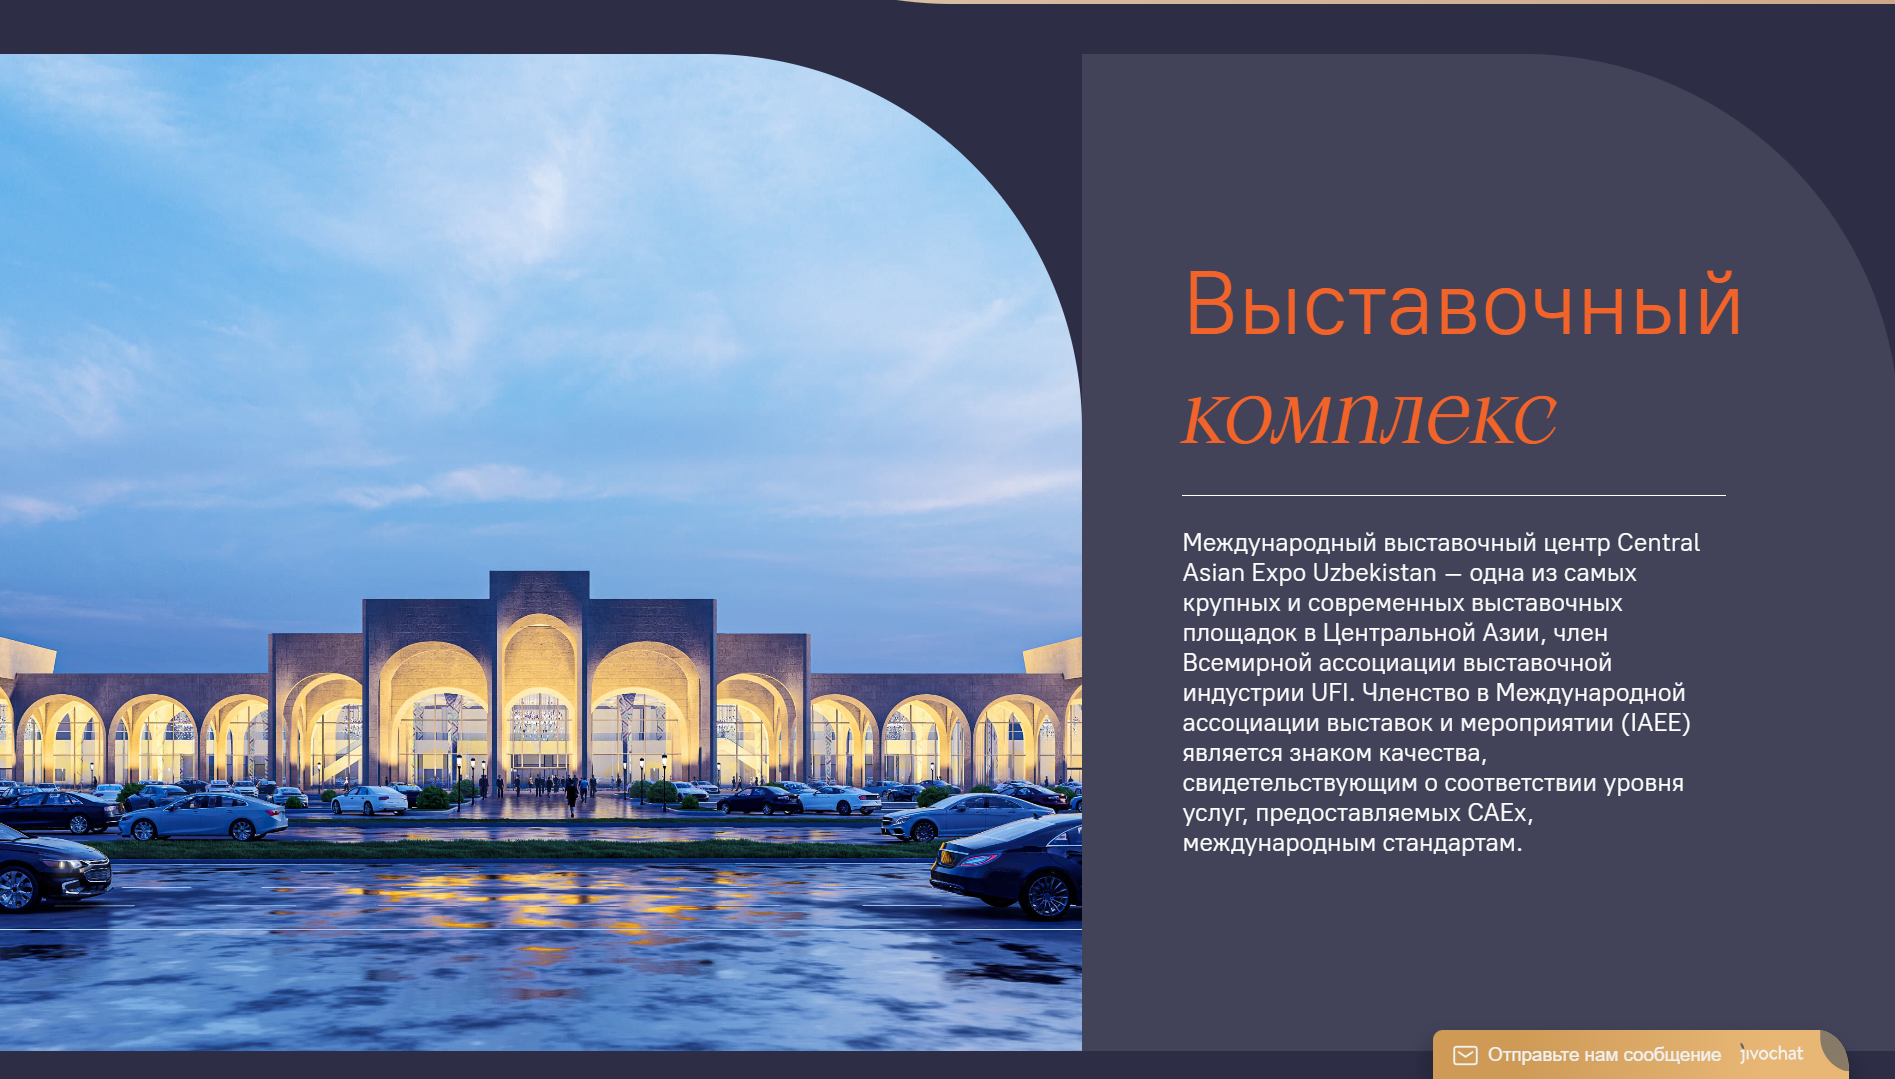 Выставочный
комплекс
Международный выставочный центр Central
Asian Expo Uzbekistan — одна из самых
крупных и современных выставочных
площадок в Центральной Азии, член
Всемирной ассоциации выставочной
индустрии UFI. Членство в Международной
ассоциации выставок и мероприятии (IAEE)
является знаком качества,
свидетельствующим о соответствии уровня
услуг, предоставляемых CAEx,
международным стандартам.
Отправьте нам сообщение jivochat